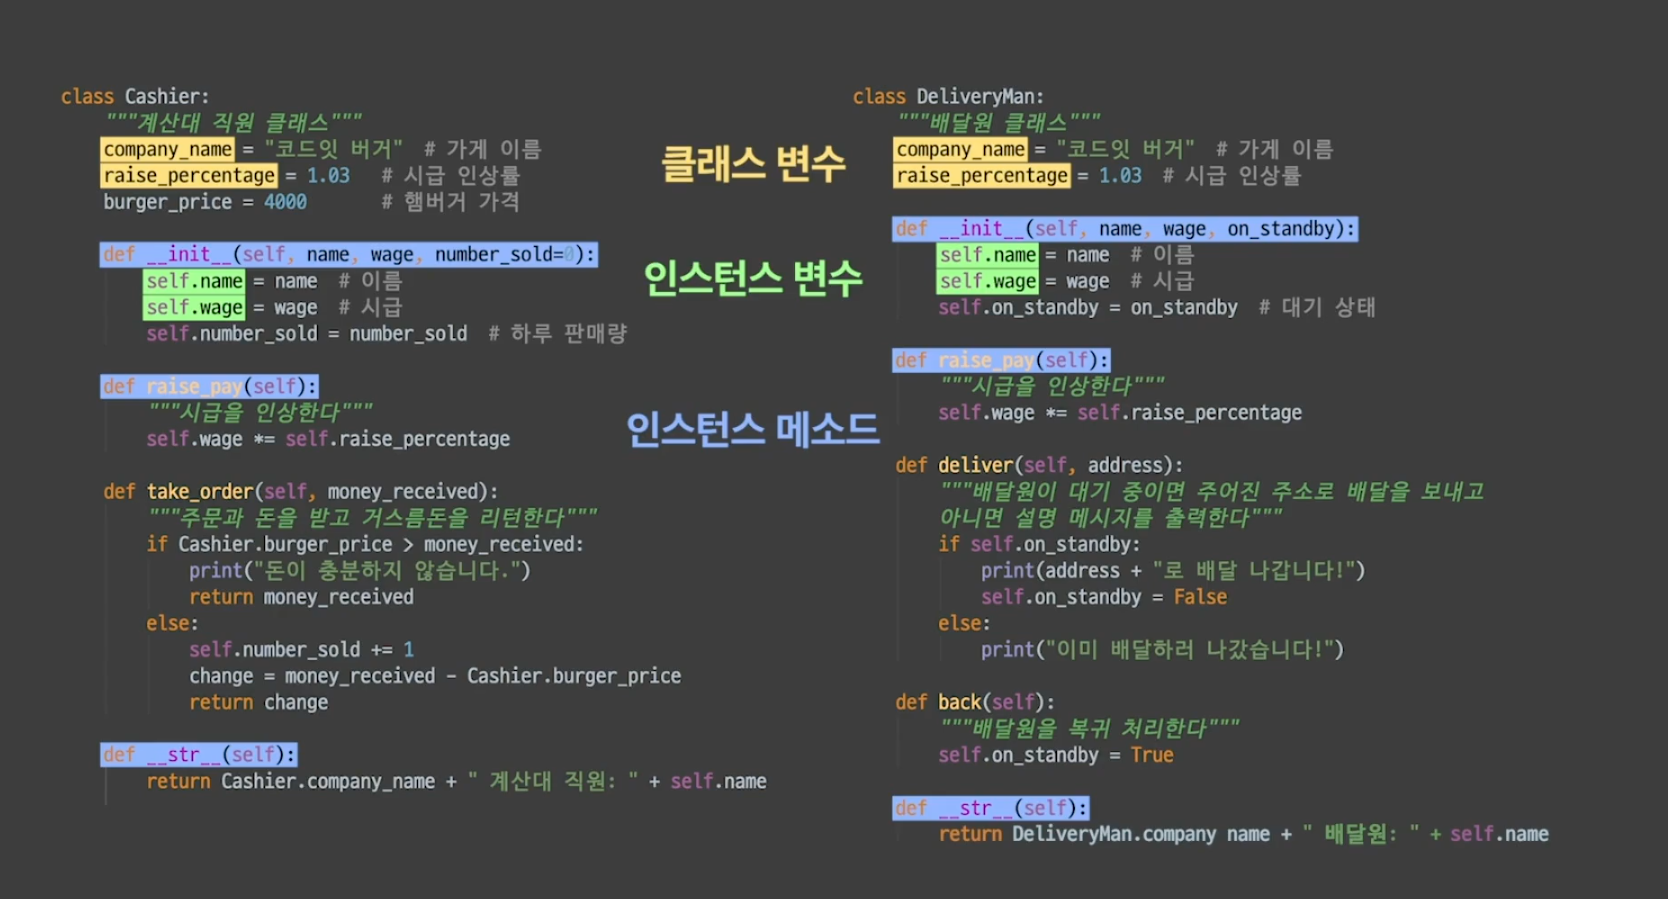 class Cashier:
"""계산대 직원 클래스"""
company_name = "코드잇 버거" # 가게 이름
raise_percentage = 1.03 # 시급 인상률
burger_price = 4000 # 햄버거 가격
def __init__(self, name, wage, number_sold=0):
self.name = name # 이름
self.wage = wage # 시급
self.number_sold = number_sold # 하루 판매량
def raise_pay(self):
"""시급을 인상한다"""
self.wage *= self.raise_percentage
def take_order(self, money_received):
"""주문과 돈을 받고 거스름돈을 리턴한다"""
if Cashier.burger_price > money_received:
print("돈이 충분하지 않습니다.")
return money_received
else:
self.number_sold += 1
change = money_received - Cashier.burger_price
return change
def __str__(self):
return Cashier.company_name + " 계산대 직원: " + self.name
클래스 변수
인스턴스 변수
인스턴스 메소드
class DeliveryMan:
"""배달원 클래스"""
company_name = "코드잇 버거" # 가게 이름
raise_percentage = 1.03 # 시급 인상률
def __init__(self, name, wage, on_standby):
self.name = name # 이름
self.wage = wage # 시급
self.on_standby = on_standby # 대기 상태
def raise_pay(self):
"""시급을 인상한다"""
self.wage *= self.raise_percentage
def deliver(self, address):
"""배달원이 대기 중이면 주어진 주소로 배달을 보내고
아니면 설명 메시지를 출력한다"""
if self.on_standby:
print(address + "로 배달 나갑니다!")
self.on_standby = False
else:
print("이미 배달하러 나갔습니다!")
def back(self):
"""배달원을 복귀 처리한다"""
self.on_standby = True
def __str__(self):
return DeliveryMan.company name + " 배달원: " + self.name